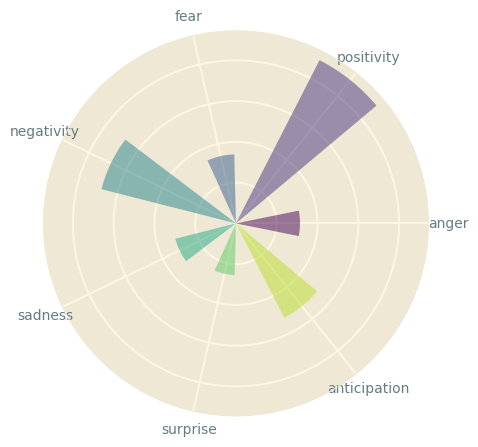 fear
positivity
negativity
anger
sadness
anticipation
surprise